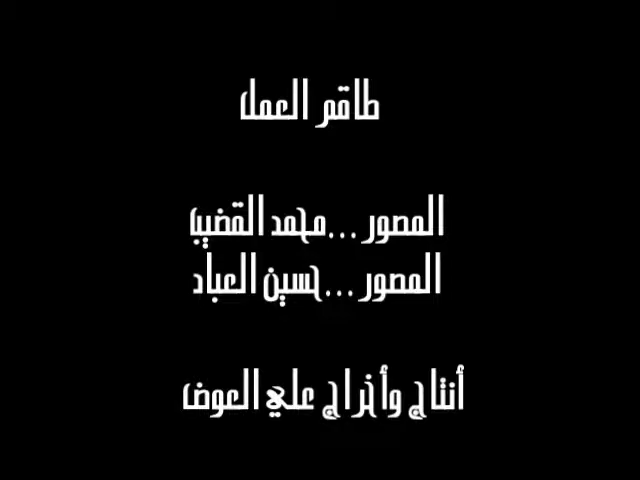 طاقم العمل
المصور ...محمد القضيب
المصور ...حسين العباد
أنتاج وأخراج علي العوض